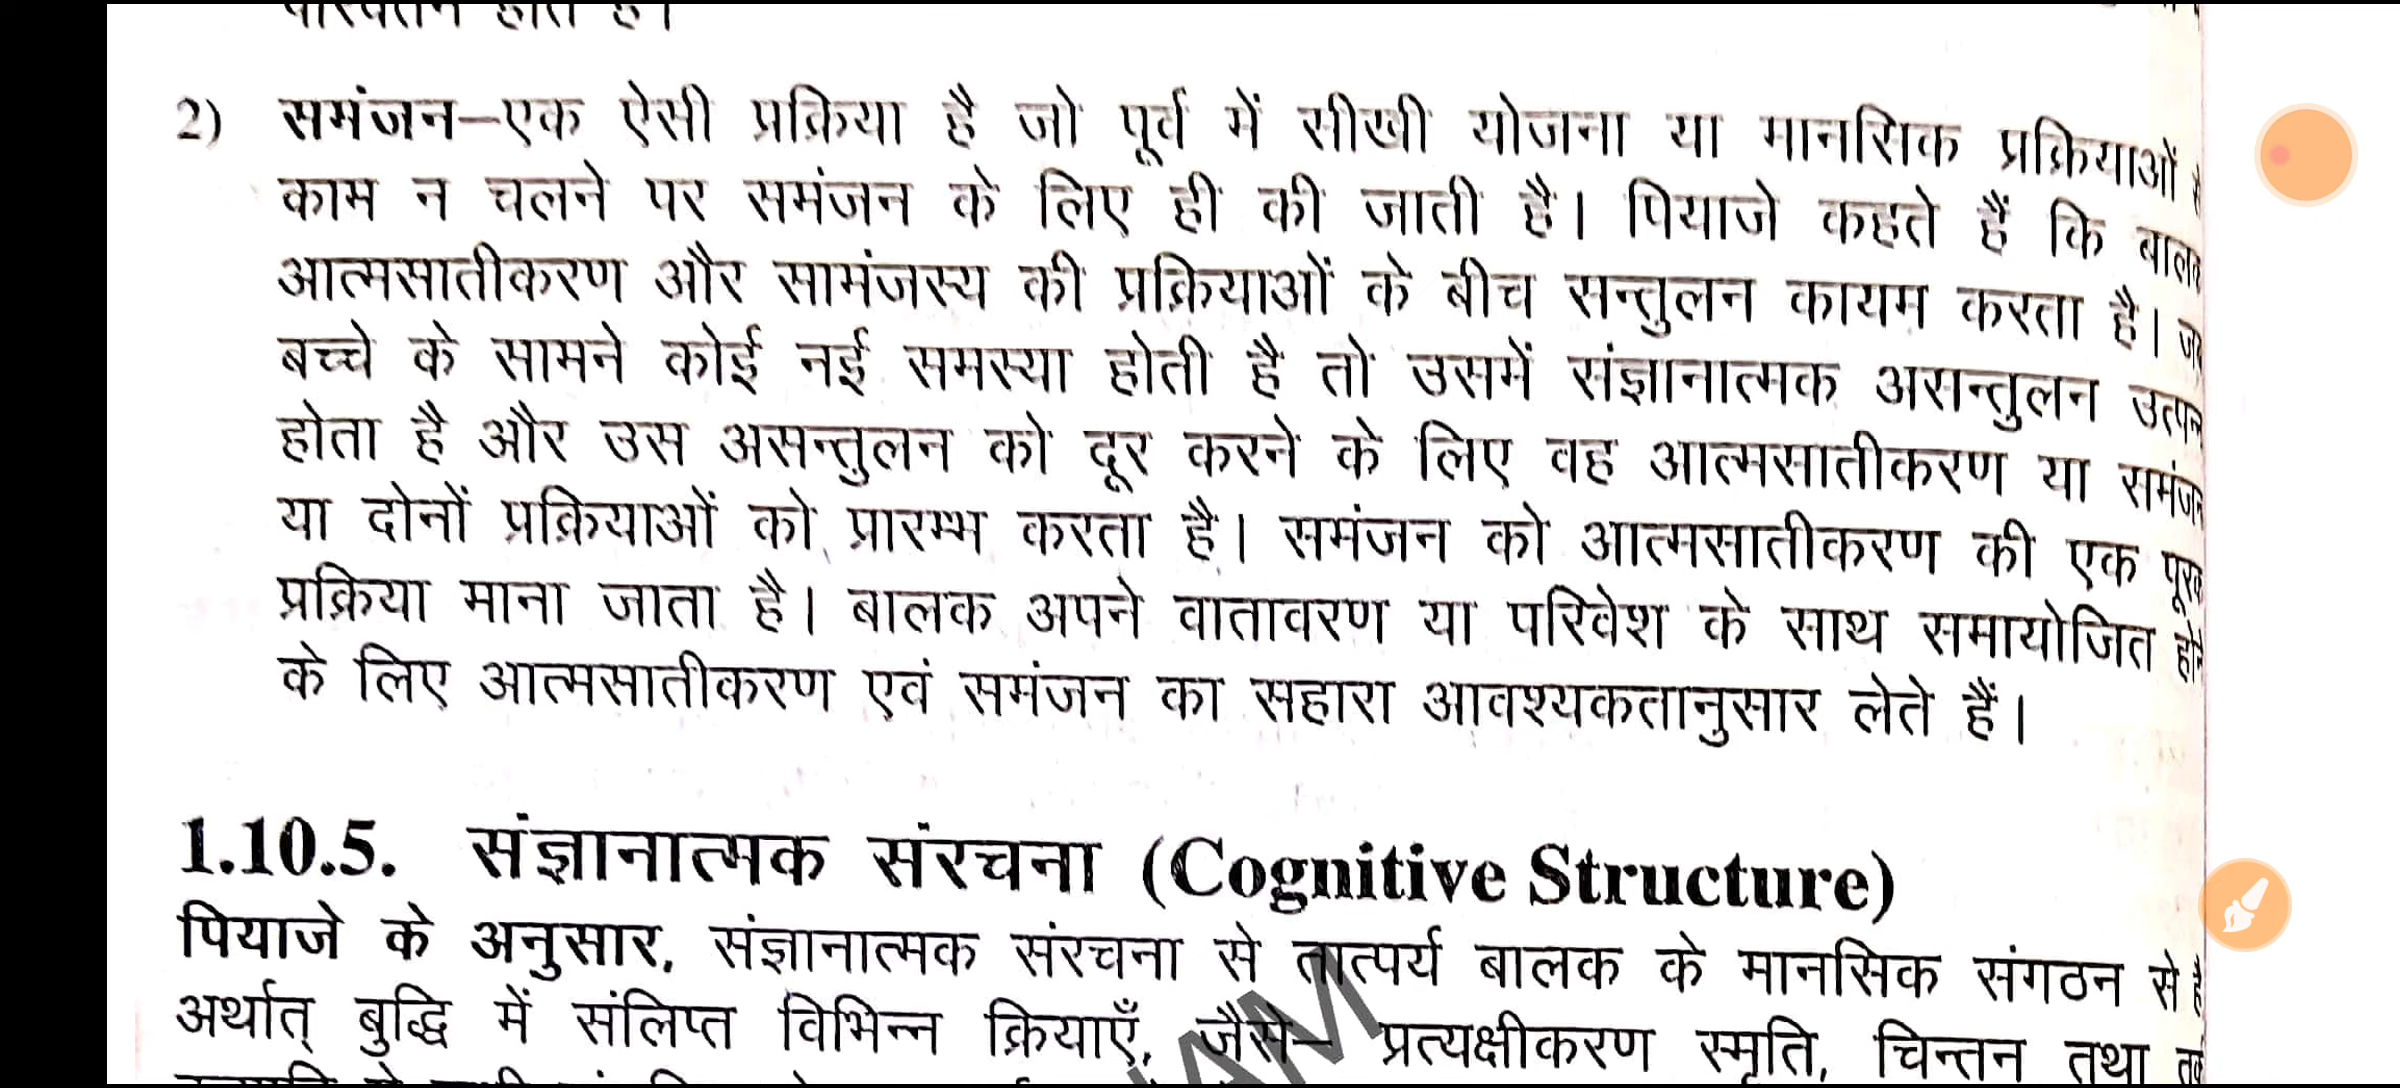 2) समंजन–एक ऐसी प्रक्रिया है जो पूर्व में सीखी योजना या मानसिक प्रक्रियाओं
काम न चलने पर समंजन के लिए ही की जाती है। पियाजे कहते हैं कि
आत्मसातीकरण और सामंजस्य की प्रक्रियाओं के बीच सन्तुलन कायम करता है।
बच्चे के सामने कोई नई समस्या होती है तो उसमें संज्ञानात्मक असन्तुलन
होता है और उस असन्तुलन को दूर करने के लिए वह आत्मसातीकरण या
या दोनों प्रक्रियाओं को प्रारम्भ करता है। समंजन को आत्मसातीकरण की एक
प्रक्रिया माना जाता है। बालक अपने वातावरण या परिवेश के साथ समायोजित
के लिए आत्मसातीकरण एवं समंजन का सहारा आवश्यकतानुसार लेते हैं।
1.10.5. संज्ञानात्मक संरचना (Cognitive Structure)
पियाजे के अनुसार, संज्ञानात्मक संरचना से तात्पर्य बालक के मानसिक संगठन से है
अर्थात् बुद्धि में संलिप्त विभिन्न क्रियाएँ, जैसे– प्रत्यक्षीकरण स्मृति, चिन्तन तथा